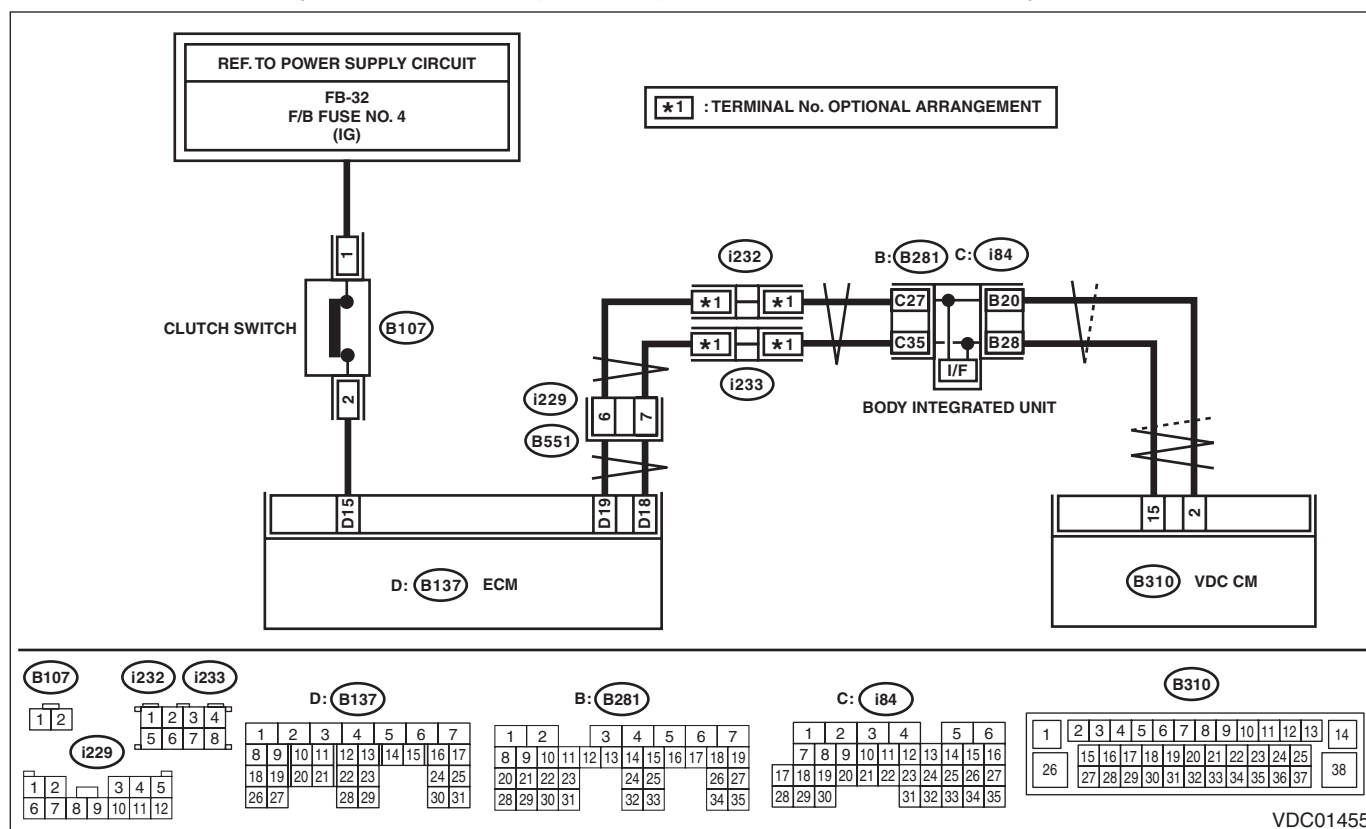 REF. TO POWER SUPPLY CIRCUIT
FB-32
F/B FUSE NO. 4
(IG)
*1 : TERMINAL No. OPTIONAL ARRANGEMENT
1
CLUTCH SWITCH
B107
2
i232
*1 *1
*1 *1
i233
B: B281 C: i84
C27 B20
C35 B28
I/F
BODY INTEGRATED UNIT
i229
6 7
B551
D15
D19 D18
D: B137 ECM
15 2
B310 VDC CM
B107
1 2
i232 i233
1 2 3 4
5 6 7 8
i229
1 2 3 4 5
6 7 8 9 10 11 12
D: B137
1 2 3 4 5 6 7
8 9 10 11 12 13 14 15 16 17
18 19 20 21 22 23 24 25
26 27 28 29 30 31
B: B281
1 2 3 4 5 6 7
8 9 10 11 12 13 14 15 16 17 18 19
20 21 22 23 24 25 26 27
28 29 30 31 32 33 34 35
C: i84
1 2 3 4 5 6
7 8 9 10 11 12 13 14 15 16
17 18 19 20 21 22 23 24 25 26 27
28 29 30 31 32 33 34 35
B310
1 2 3 4 5 6 7 8 9 10 11 12 13 14
15 16 17 18 19 20 21 22 23 24 25
26 27 28 29 30 31 32 33 34 35 36 37 38
VDC01455